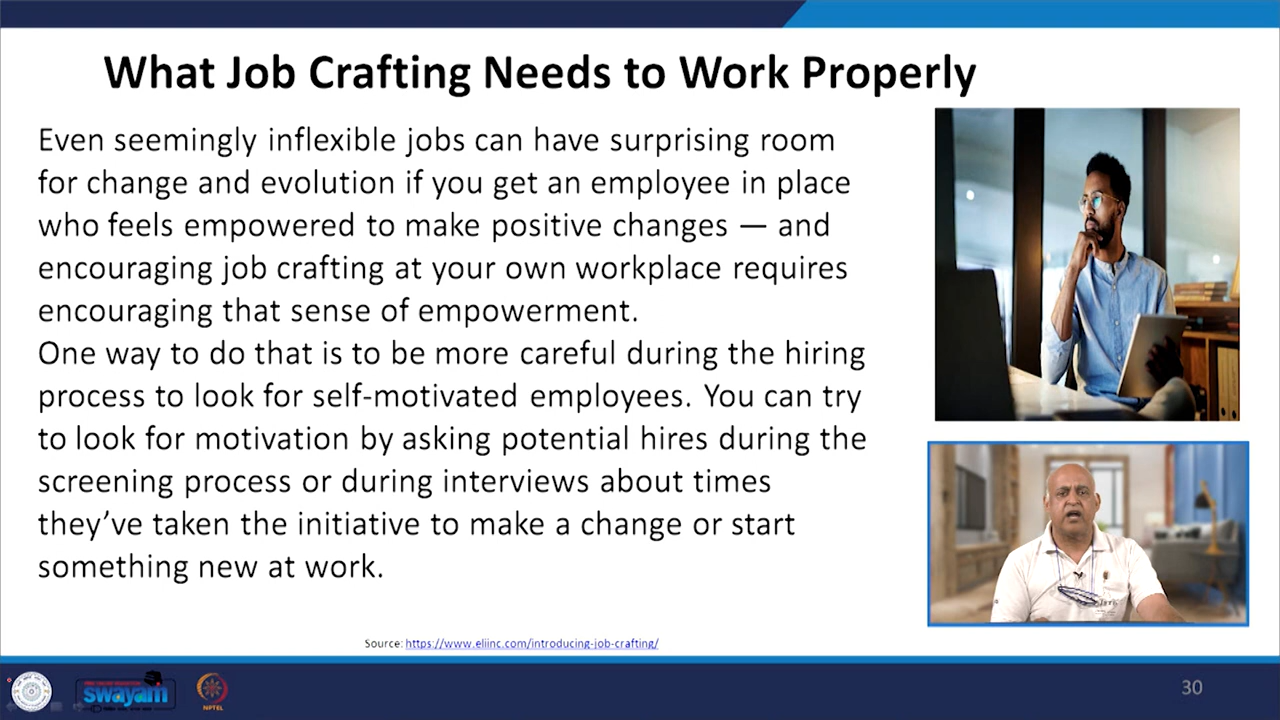 What Job Crafting Needs to Work Properly
Even seemingly inflexible jobs can have surprising room
for change and evolution if you get an employee in place
who feels empowered to make positive changes — and
encouraging job crafting at your own workplace requires
encouraging that sense of empowerment.
One way to do that is to be more careful during the hiring
process to look for self-motivated employees. You can try
to look for motivation by asking potential hires during the
screening process or during interviews about times
they’ve taken the initiative to make a change or start
something new at work.
Source: https://www.eliinc.com/introducing-job-crafting/
swayam
NPTEL
30